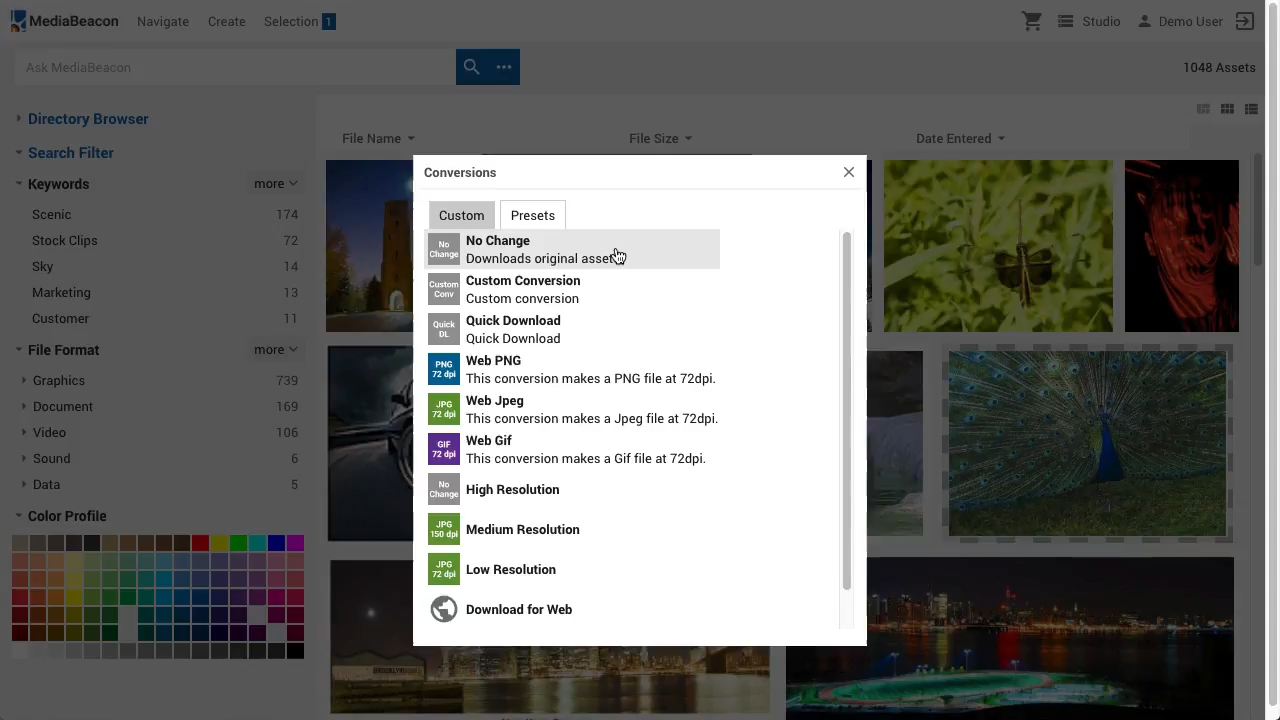 MediaBeacon
Navigate
Create
Selection 1
Studio
Demo User
Ask MediaBeacon
1048 Assets
Directory Browser
Search Filter
Keywords
more
Scenic 174
Stock Clips 72
Sky 14
Marketing 13
Customer 11
File Format
more
Graphics 739
Document 169
Video 106
Sound 6
Data 5
Color Profile
File Name
File Size
Date Entered
Conversions
Custom
Presets
No Change
No Change
Downloads original asset
Custom Conv
Custom Conversion
Custom conversion
Quick DL
Quick Download
Quick Download
PNG 72 dpi
Web PNG
This conversion makes a PNG file at 72dpi.
JPG 72 dpi
Web Jpeg
This conversion makes a Jpeg file at 72dpi.
GIF 72 dpi
Web Gif
This conversion makes a Gif file at 72dpi.
No Change
High Resolution
JPG 150 dpi
Medium Resolution
JPG 72 dpi
Low Resolution
Download for Web